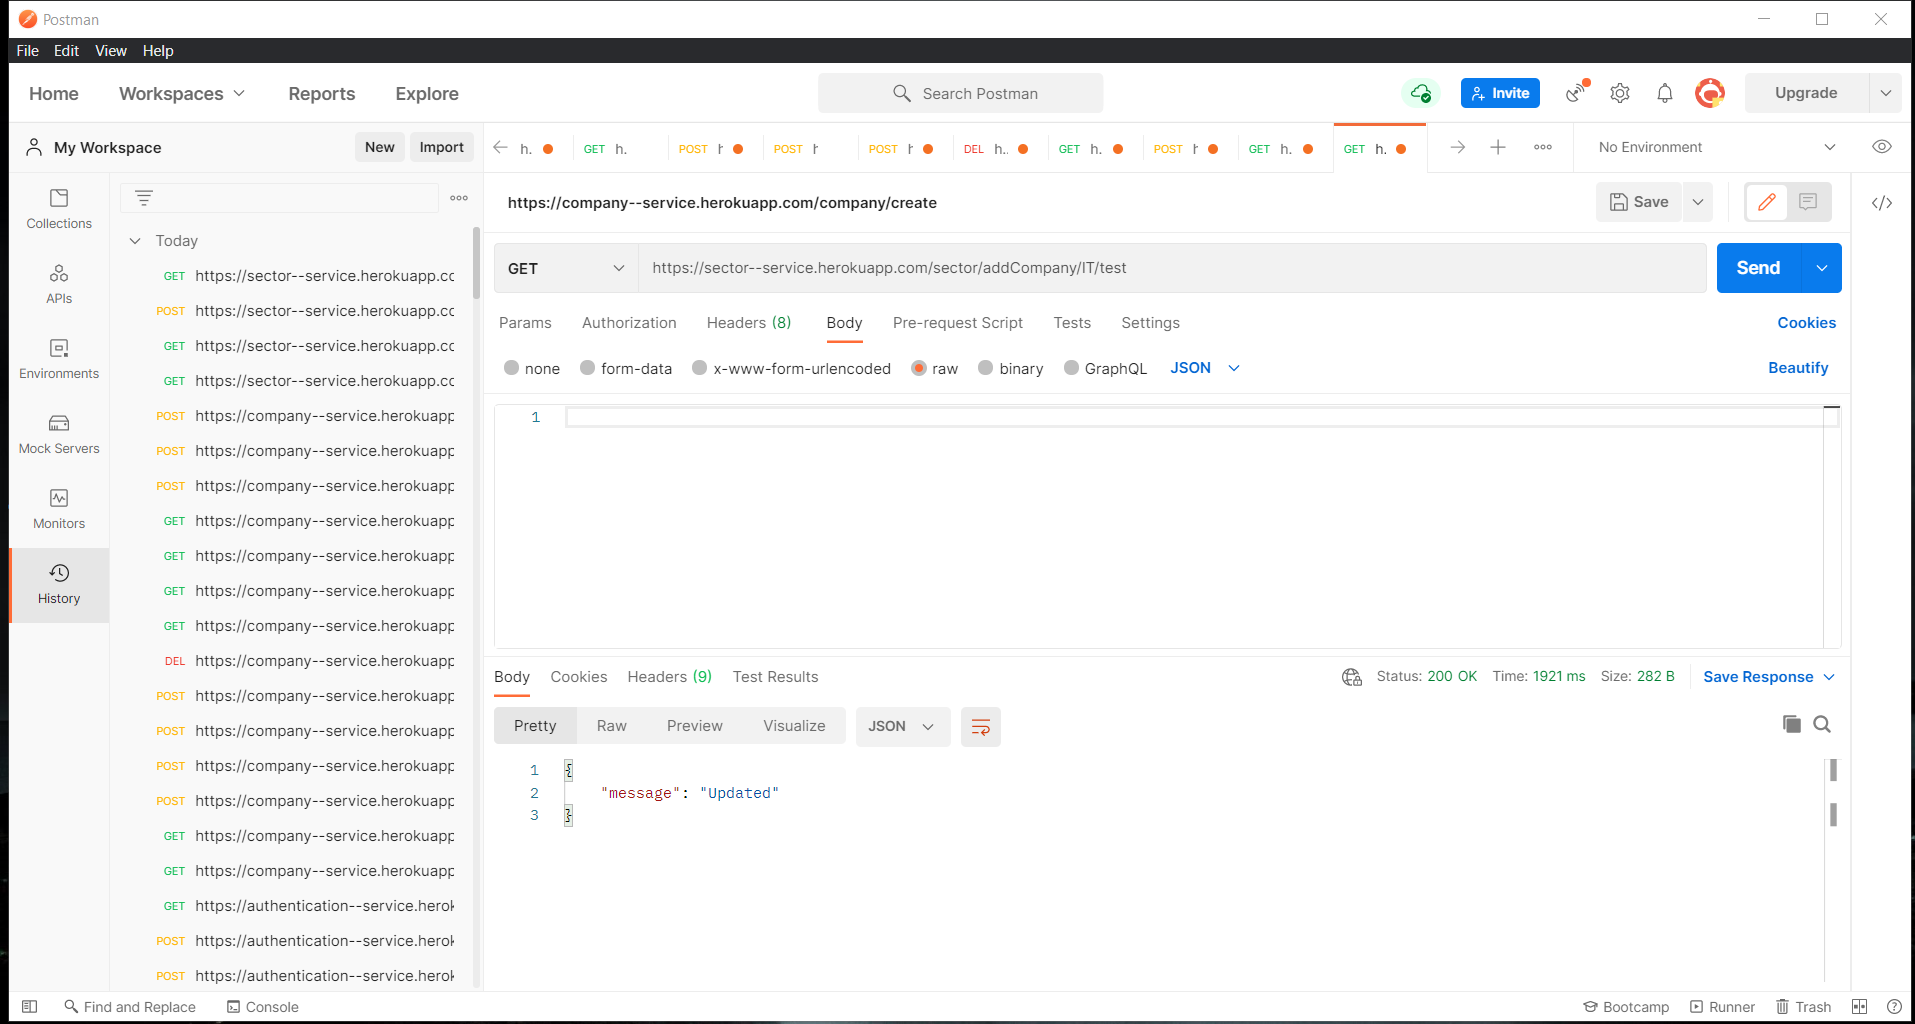 Postman
File Edit View Help
Home Workspaces Reports Explore Search Postman Invite Upgrade
My Workspace New Import
h. GET h. POST h POST h POST h DEL h.. GET h. POST h GET h. GET h. No Environment
Collections
APIs
Environments
Mock Servers
Monitors
History
Today
GET https://sector--service.herokuapp.cc
POST https://sector--service.herokuapp.cc
GET https://sector--service.herokuapp.cc
GET https://sector--service.herokuapp.cc
POST https://company--service.herokuapp
POST https://company--service.herokuapp
POST https://company--service.herokuapp
GET https://company--service.herokuapp
GET https://company--service.herokuapp
GET https://company--service.herokuapp
GET https://company--service.herokuapp
DEL https://company--service.herokuapp
POST https://company--service.herokuapp
POST https://company--service.herokuapp
POST https://company--service.herokuapp
POST https://company--service.herokuapp
GET https://company--service.herokuapp
GET https://company--service.herokuapp
GET https://authentication--service.herok
POST https://authentication--service.herok
POST https://authentication--service.herok
https://company--service.herokuapp.com/company/create Save
GET https://sector--service.herokuapp.com/sector/addCompany/IT/test Send
Params Authorization Headers (8) Body Pre-request Script Tests Settings Cookies
none form-data x-www-form-urlencoded raw binary GraphQL JSON Beautify
1
Body Cookies Headers (9) Test Results Status: 200 OK Time: 1921 ms Size: 282 B Save Response
Pretty Raw Preview Visualize JSON
1 {
2 "message": "Updated"
3 }
Find and Replace Console Bootcamp Runner Trash